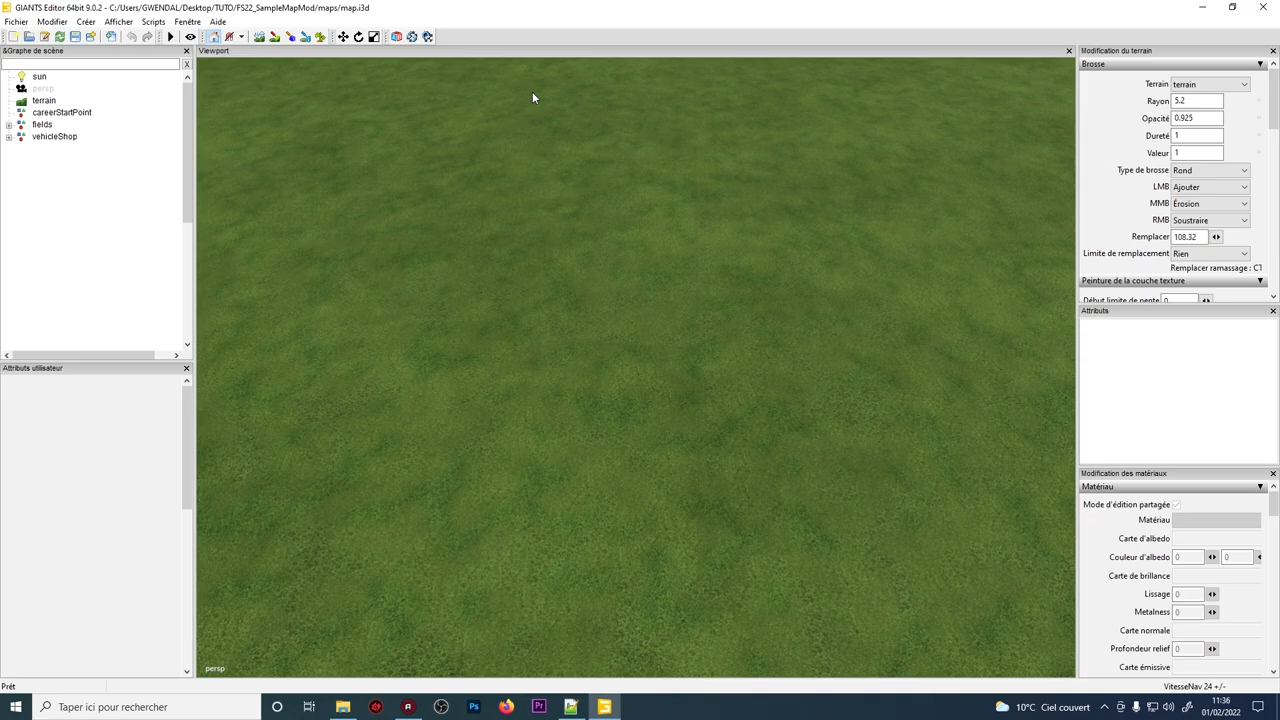 GIANTS Editor 64bit - C:/Users/GWENDAL/Desktop/TUTO/FS22_SampleMapMod/maps/map.i3d
Fichier Modifier Créer Afficher Scripts Fenêtre Aide
&Graphe de scène
X
sun
persp
terrain
careerStartPoint
fields
vehicleShop
Attributs utilisateur
Viewport
persp
Modification du terrain
Brosse
Terrain terrain
Rayon 5.2
Opacité 0.925
Dureté 1
Valeur 1
Type de brosse Rond
LMB Ajouter
MMB Érosion
RMB Soustraire
Remplacer 108.32
Limite de remplacement Rien
Remplacer ramassage : C1
Peinture de la couche texture
Début limite de pente 0
Attributs
Modification des matériaux
Matériau
Mode d'édition partagée
Matériau
Carte d'albedo
Couleur d'albedo 0 0
Carte de brillance
Lissage 0
Metalness 0
Carte normale
Profondeur relief 0
Carte émissive
Prêt
VitesseNav 24 +/-
Taper ici pour rechercher
10°C Ciel couvert
11:36
01/02/2022